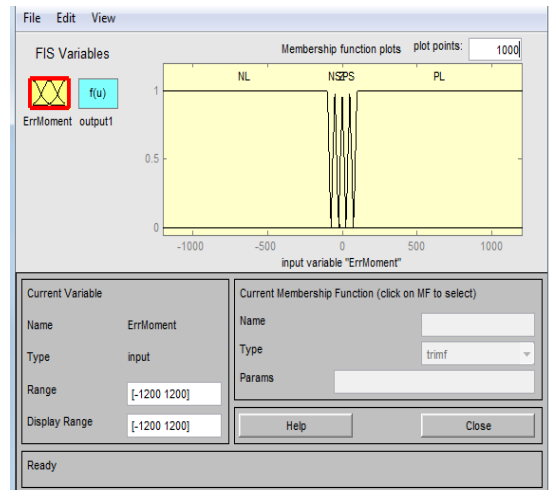 File Edit View
FIS Variables
f(u)
ErrMoment output1
Membership function plots plot points: 1000
NL NS Z PS PL
1
0.5
0
-1000 -500 0 500 1000
input variable "ErrMoment"
Current Variable
Name ErrMoment
Type input
Range [-1200 1200]
Display Range [-1200 1200]
Current Membership Function (click on MF to select)
Name
Type trimf
Params
Help Close
Ready